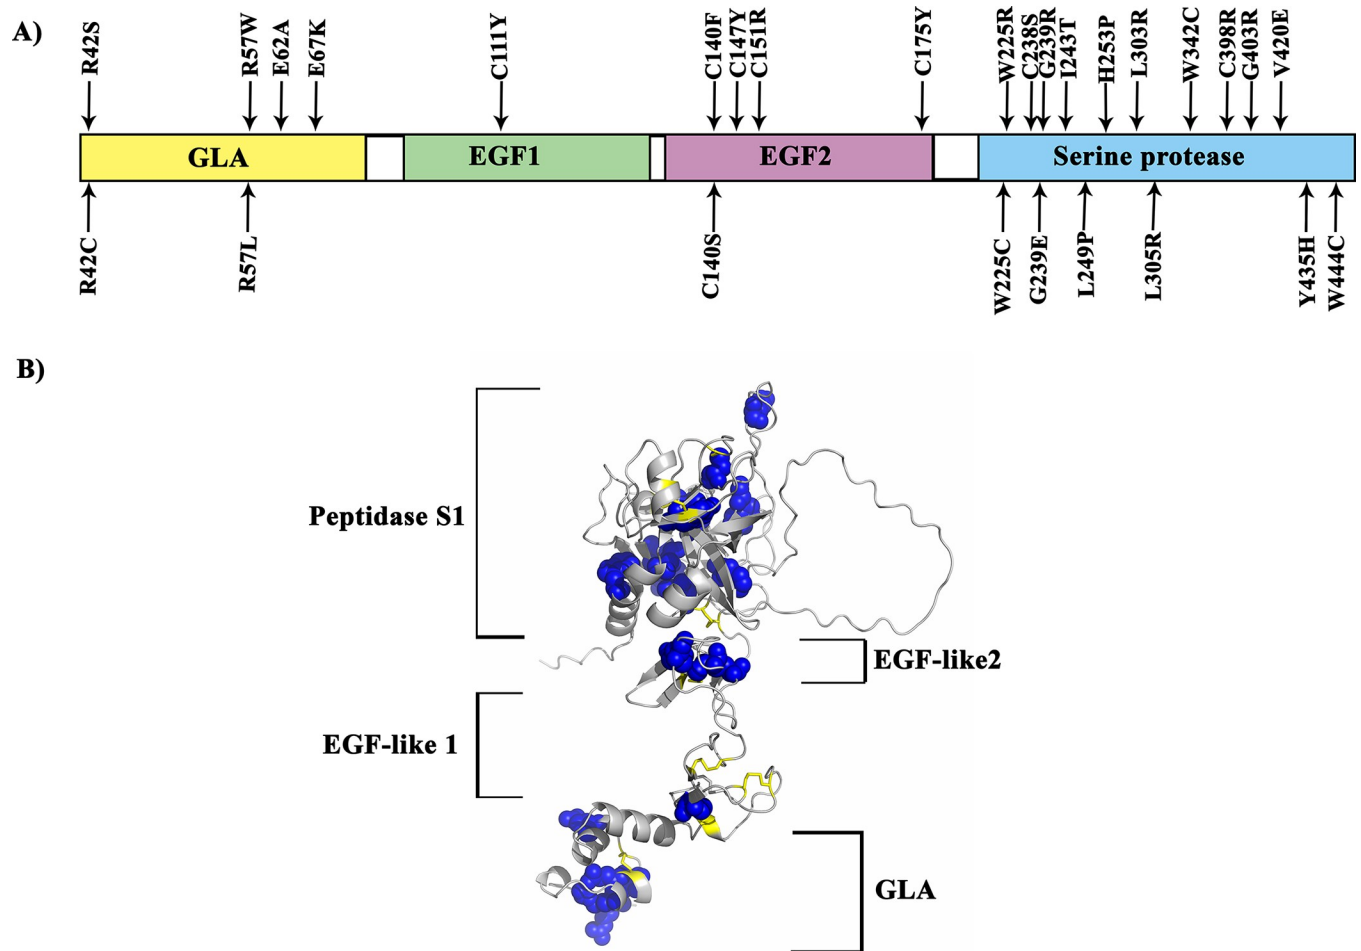 A)
R42S
R57W
E62A
E67K
C111Y
C140F
C147Y
C151R
C175Y
W225R
C238S
G239R
I243T
H253P
L303R
W342C
C398R
G403R
V420E
GLA
EGF1
EGF2
Serine protease
R42C
R57L
C140S
W225C
G239E
L249P
L305R
Y435H
W444C
B)
Peptidase S1
EGF-like2
EGF-like 1
GLA